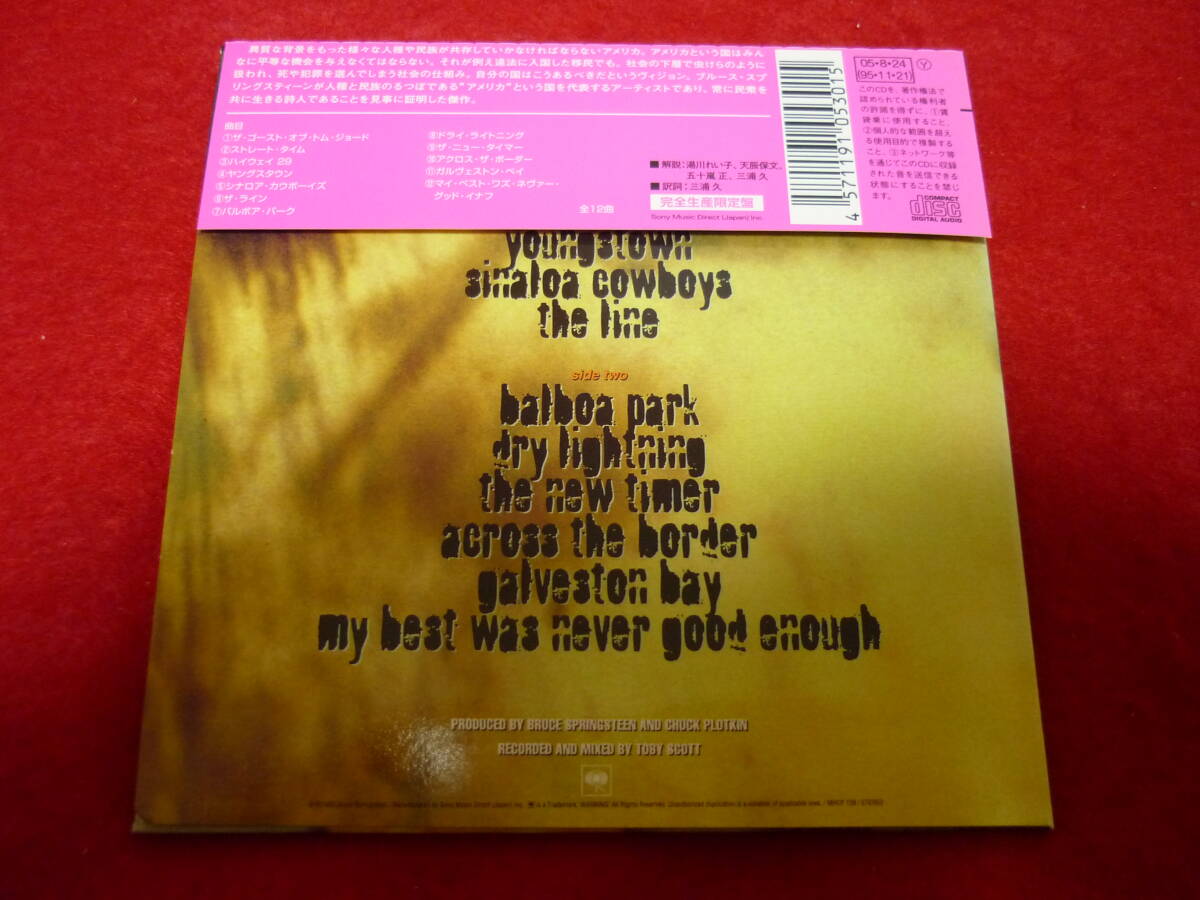 異質な背景をもった様々な人種や民族が共存していかなければならないアメリカ。アメリカという国はみん
なに平等な機会を与えなくてはならない。それが例え違法に入国した移民でも。社会の下層で虫けらのように
扱われ、死や犯罪を選んでしまう社会の仕組み。自分の国はこうあるべきだというヴィジョン。ブルース・スプ
リングスティーンが人種と民族のるつぼである"アメリカ"という国を代表するアーティストであり、常に民衆を
共に生きる詩人であることを見事に証明した傑作。
曲目
①ザ・ゴースト・オブ・トム・ジョード
②ストレート・タイム
③ハイウェイ 29
④ヤングスタウン
⑤シナロア・カウボーイズ
⑥ザ・ライン
⑦バルボア・パーク
⑧ドライ・ライトニング
⑨ザ・ニュー・タイマー
⑩アクロス・ザ・ボーダー
⑪ガルヴェストン・ベイ
⑫マイ・ベスト・ワズ・ネヴァー・
グッド・イナフ
全12曲
■解説:湯川れい子、天辰保文、
五十嵐 正、三浦 久
■訳詞:三浦 久
完全生産限定盤
Sony Music Direct (Japan) Inc.
4 571191 053015
05・8・24
(95・11・21)
Y
このCDを、著作権法で
認められている権利者
の許諾を得ずに、①賃
貸業に使用すること、
②個人的な範囲を超え
る使用目的で複製する
こと、③ネットワーク等
を通じてこのCDに収録
された音を送信できる
状態にすることを禁じ
ます。
COMPACT
disc
DIGITAL AUDIO
youngstown
sinaloa cowboys
the line
side two
balboa park
dry lightning
the new timer
across the border
galveston bay
my best was never good enough
PRODUCED BY BRUCE SPRINGSTEEN AND CHUCK PLOTKIN
RECORDED AND MIXED BY TOBY SCOTT